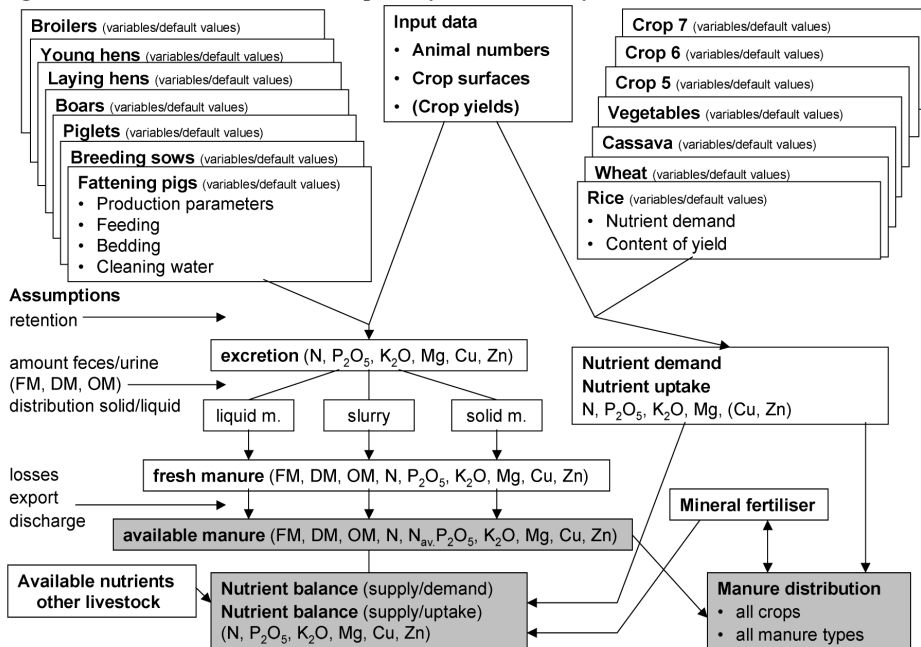 Broilers (variables/default values)
Young hens (variables/default values)
Laying hens (variables/default values)
Boars (variables/default values)
Piglets (variables/default values)
Breeding sows (variables/default values)
Fattening pigs (variables/default values)
• Production parameters
• Feeding
• Bedding
• Cleaning water
Input data
• Animal numbers
• Crop surfaces
• (Crop yields)
Crop 7 (variables/default values)
Crop 6 (variables/default values)
Crop 5 (variables/default values)
Vegetables (variables/default values)
Cassava (variables/default values)
Wheat (variables/default values)
Rice (variables/default values)
• Nutrient demand
• Content of yield
Assumptions
retention
excretion (N, P₂O₅, K₂O, Mg, Cu, Zn)
amount feces/urine
(FM, DM, OM)
distribution solid/liquid
liquid m.
slurry
solid m.
Nutrient demand
Nutrient uptake
N, P₂O₅, K₂O, Mg, (Cu, Zn)
fresh manure (FM, DM, OM, N, P₂O₅, K₂O, Mg, Cu, Zn)
losses
export
discharge
Mineral fertiliser
available manure (FM, DM, OM, N, Nav.P₂O₅, K₂O, Mg, Cu, Zn)
Available nutrients
other livestock
Nutrient balance (supply/demand)
Nutrient balance (supply/uptake)
(N, P₂O₅, K₂O, Mg, Cu, Zn)
Manure distribution
• all crops
• all manure types